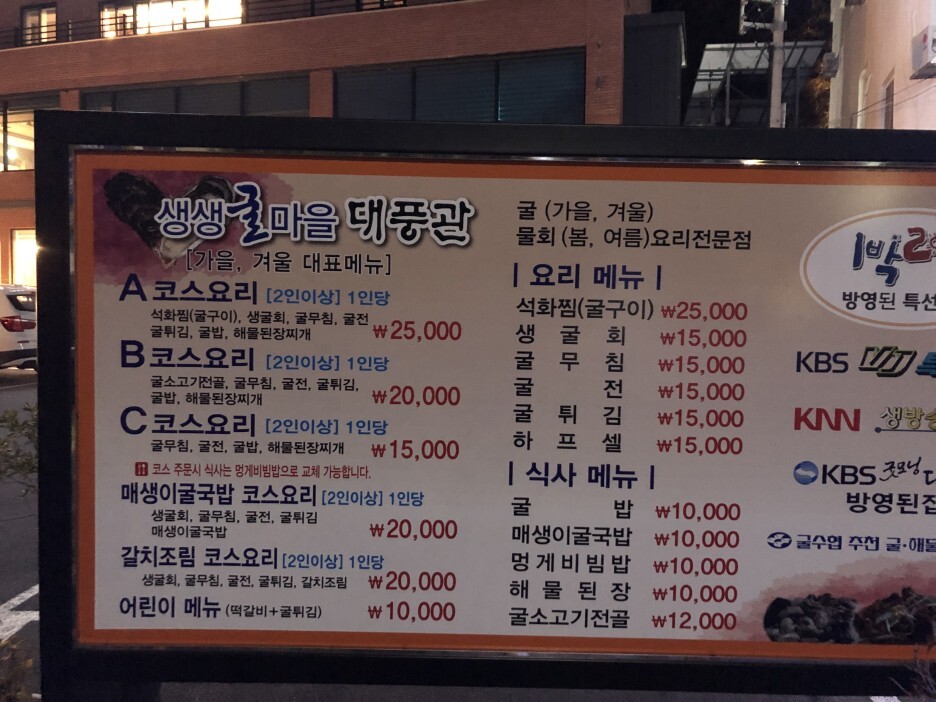 생생굴마을 대풍관
[가을, 겨울 대표메뉴]
A 코스요리 [2인이상] 1인당
석화찜(굴구이), 생굴회, 굴무침, 굴전
굴튀김, 굴밥, 해물된장찌개 ₩25,000
B 코스요리 [2인이상] 1인당
굴소고기전골, 굴무침, 굴전, 굴튀김,
굴밥, 해물된장찌개 ₩20,000
C 코스요리 [2인이상] 1인당
굴무침, 굴전, 굴밥, 해물된장찌개 ₩15,000
코스 주문시 식사는 멍게비빔밥으로 교체 가능합니다.
매생이굴국밥 코스요리 [2인이상] 1인당
생굴회, 굴무침, 굴전, 굴튀김
매생이굴국밥 ₩20,000
갈치조림 코스요리 [2인이상] 1인당
생굴회, 굴무침, 굴전, 굴튀김, 갈치조림 ₩20,000
어린이 메뉴 (떡갈비+굴튀김) ₩10,000
굴 (가을, 겨울)
물회 (봄, 여름)요리전문점
| 요리 메뉴 |
석화찜(굴구이) ₩25,000
생굴회 ₩15,000
굴무침 ₩15,000
굴전 ₩15,000
굴튀김 ₩15,000
하프셀 ₩15,000
| 식사 메뉴 |
굴밥 ₩10,000
매생이굴국밥 ₩10,000
멍게비빔밥 ₩10,000
해물된장 ₩10,000
굴소고기전골 ₩12,000
1박2
방영된 특선
KBS VJ특
KNN 생방송
KBS 굿모닝 대
방영된집
굴수협 추천 굴·해물